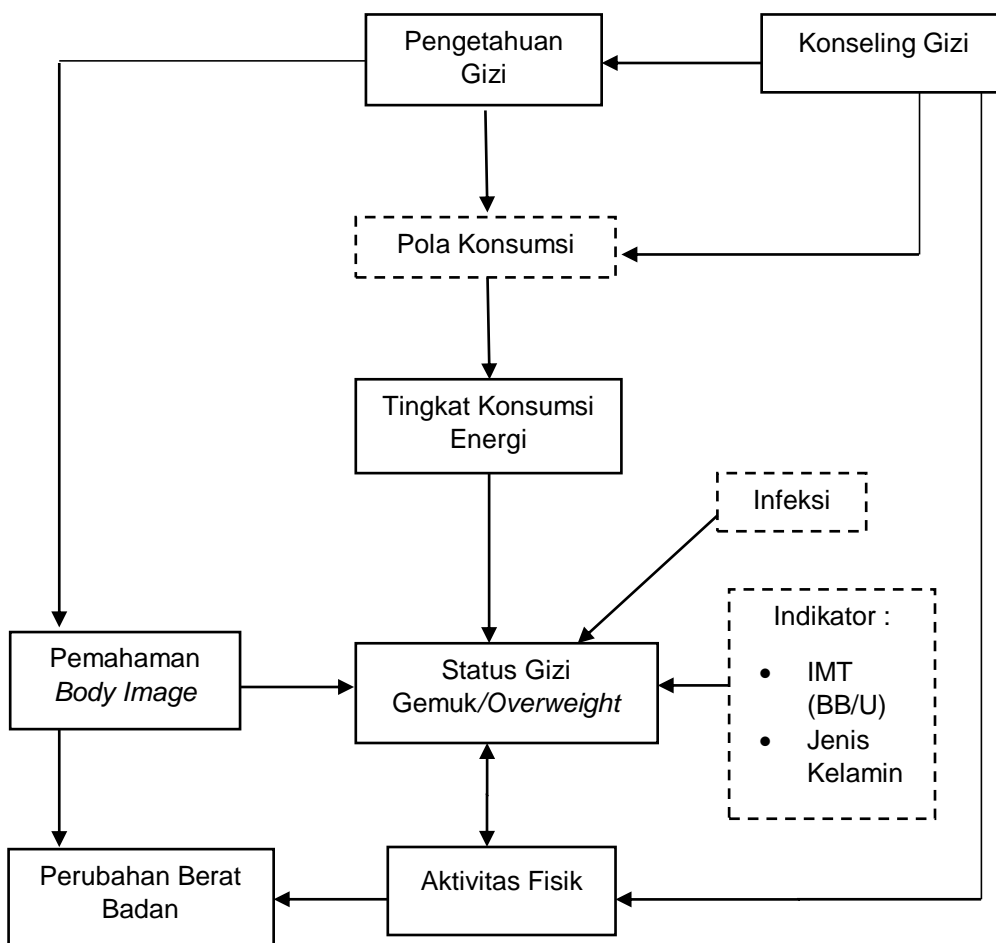 Pengetahuan
Gizi
Konseling Gizi
Pola Konsumsi
Tingkat Konsumsi
Energi
Infeksi
Indikator :
• IMT
(BB/U)
• Jenis
Kelamin
Pemahaman
Body Image
Status Gizi
Gemuk/Overweight
Perubahan Berat
Badan
Aktivitas Fisik